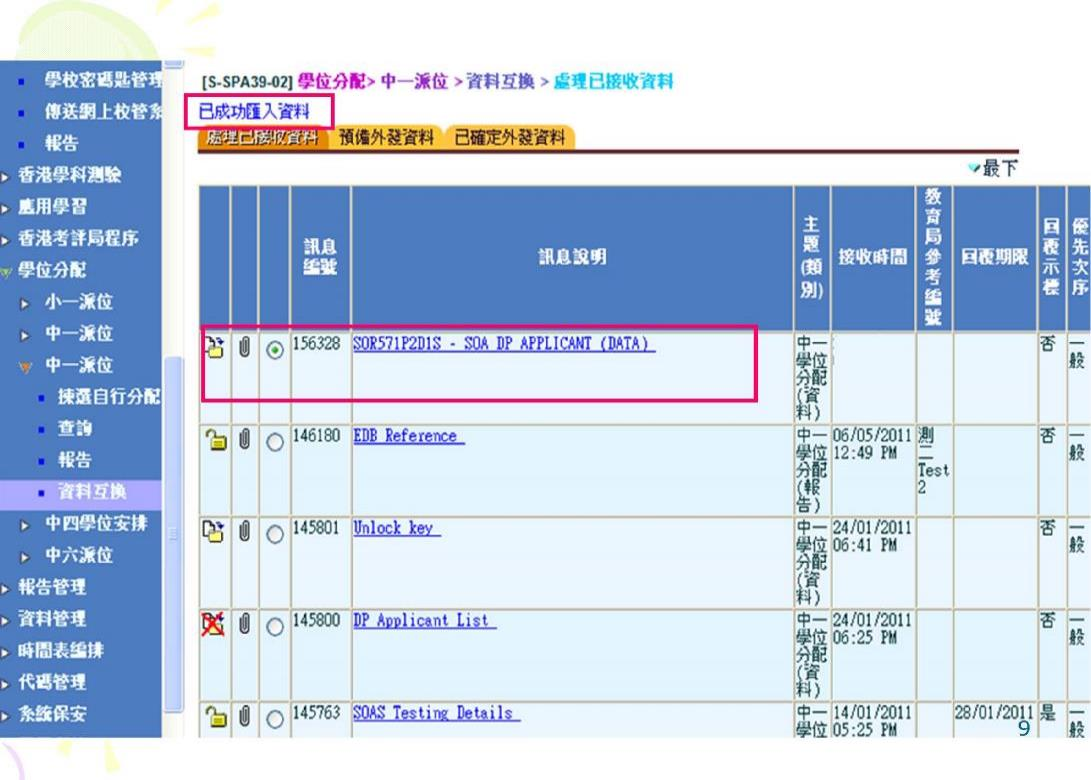 學校密碼匙管理
傳送網上校管系
報告
香港學科測驗
應用學習
香港考評局程序
學位分配
小一派位
中一派位
中一派位
揀選自行分配
查詢
報告
資料互換
中四學位安排
中六派位
報告管理
資料管理
時間表編排
代碼管理
系統保安
[S-SPA39-02] 學位分配> 中一派位 > 資料互換 > 處理已接收資料
已成功匯入資料
處理已接收資料 預備外發資料 已確定外發資料
最下
訊息編號 訊息說明 主題(類別) 接收時間 教育局參考編號 回覆期限 回覆示標 優先次序
156328 SOR571P2D1S - SOA DP APPLICANT (DATA) 中一學位分配(資料) 否 一般
146180 EDB Reference 中一學位分配(報告) 06/05/2011 12:49 PM 測二 Test 2 否 一般
145801 Unlock key 中一學位分配(資料) 24/01/2011 06:41 PM 否 一般
145800 DP Applicant List 中一學位分配(資料) 24/01/2011 06:25 PM 否 一般
145763 SOAS Testing Details 中一學位 14/01/2011 05:25 PM 28/01/2011 是 一般
9